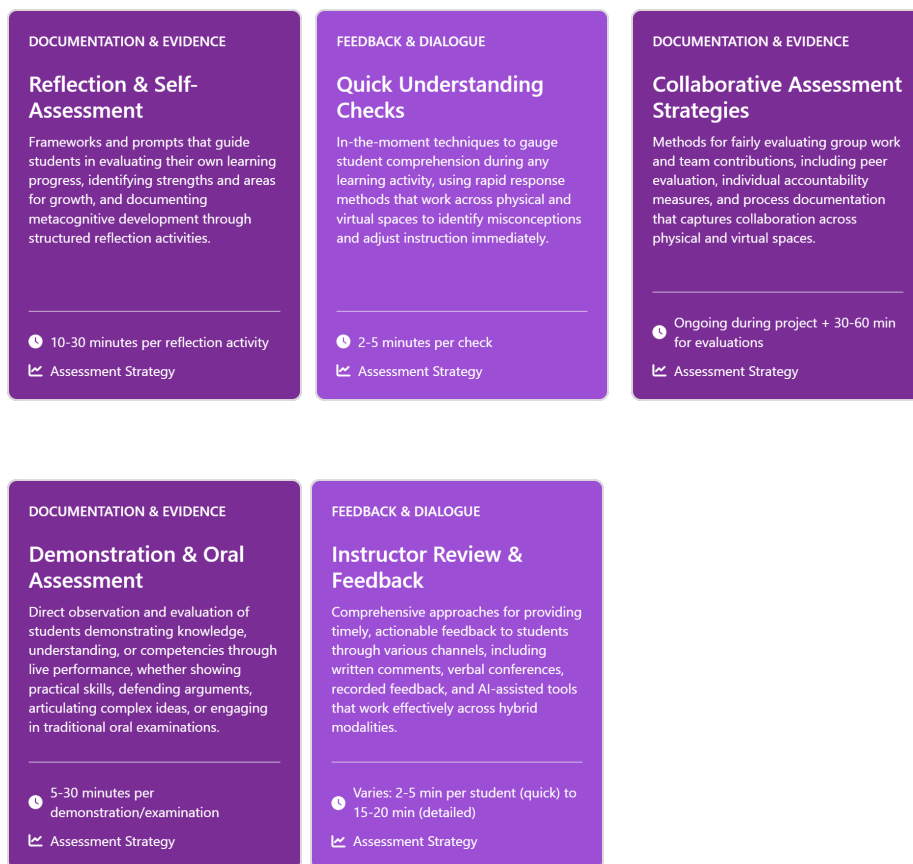 DOCUMENTATION & EVIDENCE
Reflection & Self-
Assessment
Frameworks and prompts that guide
students in evaluating their own learning
progress, identifying strengths and areas
for growth, and documenting
metacognitive development through
structured reflection activities.
10-30 minutes per reflection activity
Assessment Strategy
FEEDBACK & DIALOGUE
Quick Understanding
Checks
In-the-moment techniques to gauge
student comprehension during any
learning activity, using rapid response
methods that work across physical and
virtual spaces to identify misconceptions
and adjust instruction immediately.
2-5 minutes per check
Assessment Strategy
DOCUMENTATION & EVIDENCE
Collaborative Assessment
Strategies
Methods for fairly evaluating group work
and team contributions, including peer
evaluation, individual accountability
measures, and process documentation
that captures collaboration across
physical and virtual spaces.
Ongoing during project + 30-60 min
for evaluations
Assessment Strategy
DOCUMENTATION & EVIDENCE
Demonstration & Oral
Assessment
Direct observation and evaluation of
students demonstrating knowledge,
understanding, or competencies through
live performance, whether showing
practical skills, defending arguments,
articulating complex ideas, or engaging
in traditional oral examinations.
5-30 minutes per
demonstration/examination
Assessment Strategy
FEEDBACK & DIALOGUE
Instructor Review &
Feedback
Comprehensive approaches for providing
timely, actionable feedback to students
through various channels, including
written comments, verbal conferences,
recorded feedback, and AI-assisted tools
that work effectively across hybrid
modalities.
Varies: 2-5 min per student (quick) to
15-20 min (detailed)
Assessment Strategy